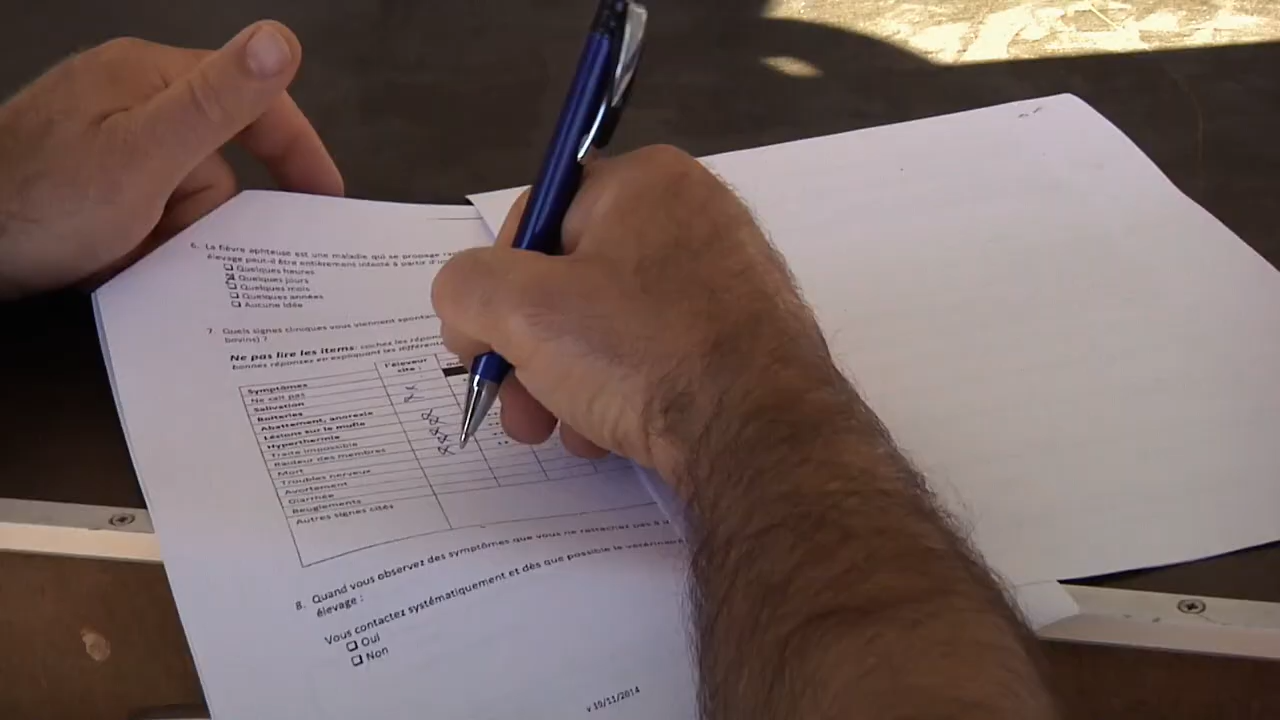 6. La fièvre aphteuse est une maladie qui se propage
élevage peut-il être entièrement infecté à partir d'un
❏ Quelques heures
☒ Quelques jours
❏ Quelques mois
❏ Quelques années
❏ Aucune idée
7. Quels signes cliniques vous viennent
bovins) ?
Ne pas lire les items: cochez les
bonnes réponses en expliquant les
l'éleveur
cite :
Symptômes
Ne sait pas
Salivation
Boiteries
Abattement, anorexie
Lésions sur le mufle
Hyperthermie
Traite impossible
Raideur des membres
Mort
Troubles nerveux
Avortement
Diarrhée
Beuglements
Autres signes cités
8. Quand vous observez des symptômes que vous ne rattachez pas à
élevage :
Vous contactez systématiquement et dès que possible le
❏ Oui
❏ Non
v 19/11/2014